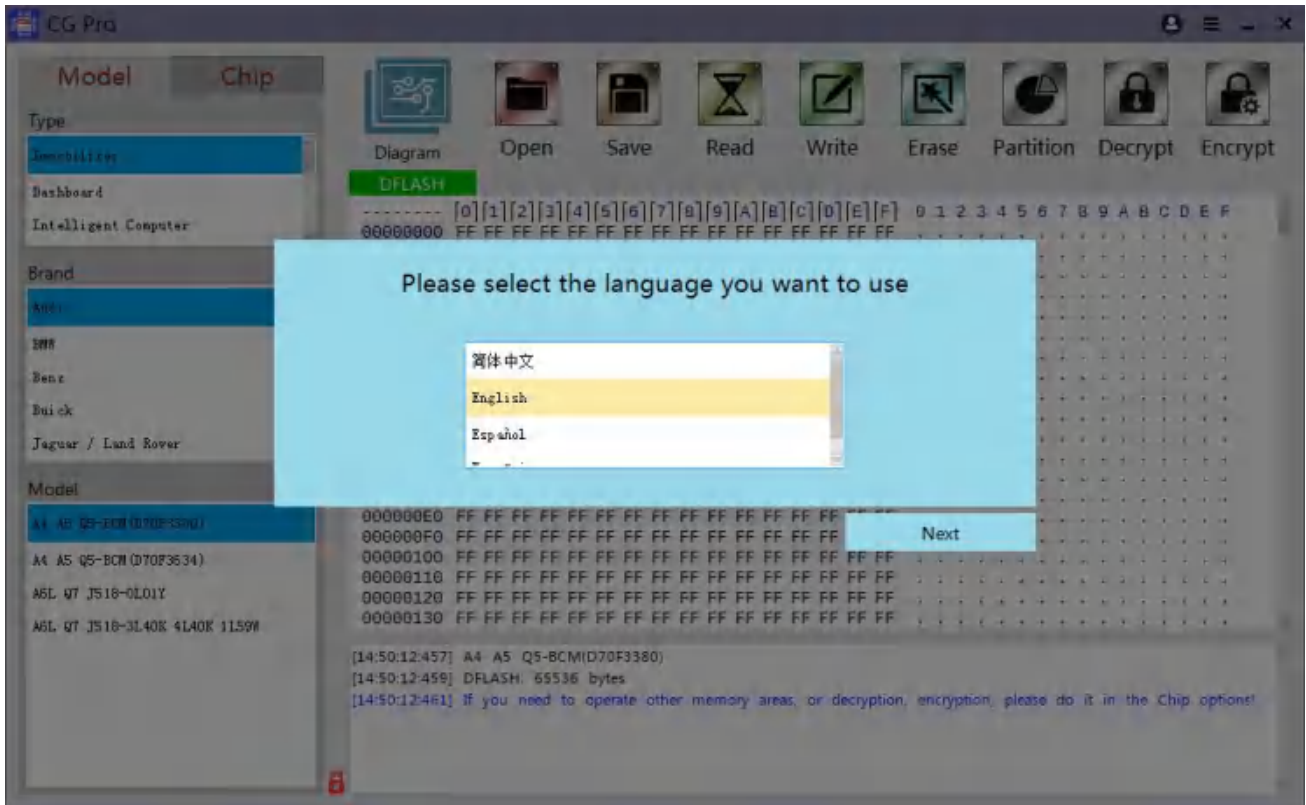 CG Pro
Model Chip
Type
Immobilizer
Dashboard
Intelligent Computer
Brand
Audi
BMW
Benz
Buick
Jaguar / Land Rover
Model
A4 A5 Q5-BCM(D70F3380)
A4 A5 Q5-BCM(D70F3634)
A6L Q7 J518-0L01Y
A6L Q7 J518-3L40K 4L40K 1L59W
Diagram Open Save Read Write Erase Partition Decrypt Encrypt
DFLASH
-------- [0][1][2][3][4][5][6][7][8][9][A][B][C][D][E][F] 0 1 2 3 4 5 6 7 8 9 A B C D E F
00000000 FF FF FF FF FF FF FF FF FF FF FF FF FF FF FF FF . . . . . . . . . . . . . . . .
Please select the language you want to use
简体中文
English
Español
000000E0 FF FF FF FF FF FF FF FF FF FF FF FF FF FF FF FF
000000F0 FF FF FF FF FF FF FF FF FF FF FF FF FF
Next
00000100 FF FF FF FF FF FF FF FF FF FF FF FF FF FF FF FF
00000110 FF FF FF FF FF FF FF FF FF FF FF FF FF FF FF FF . . . . . . . . . . . . . . . .
00000120 FF FF FF FF FF FF FF FF FF FF FF FF FF FF FF FF . . . . . . . . . . . . . . . .
00000130 FF FF FF FF FF FF FF FF FF FF FF FF FF FF FF FF . . . . . . . . . . . . . . . .
[14:50:12:457] A4 A5 Q5-BCM(D70F3380)
[14:50:12:459] DFLASH: 65536 bytes
[14:50:12:461] If you need to operate other memory areas, or decryption, encryption, please do it in the Chip options!